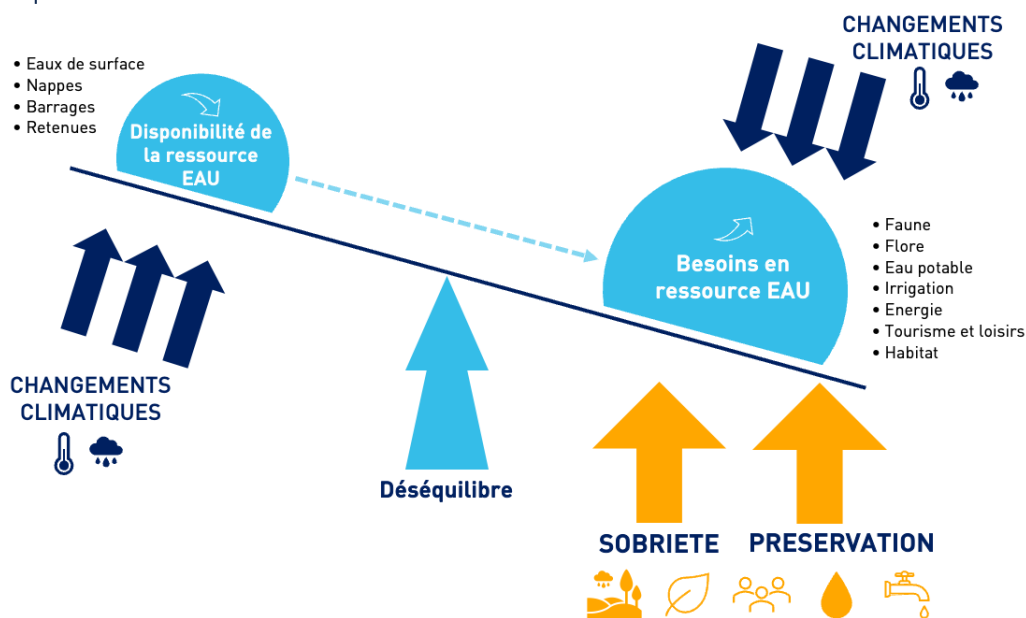 CHANGEMENTS
CLIMATIQUES
• Eaux de surface
• Nappes
• Barrages
• Retenues
Disponibilité de
la ressource
EAU
Besoins en
ressource EAU
• Faune
• Flore
• Eau potable
• Irrigation
• Energie
• Tourisme et loisirs
• Habitat
CHANGEMENTS
CLIMATIQUES
Déséquilibre
SOBRIETE
PRESERVATION